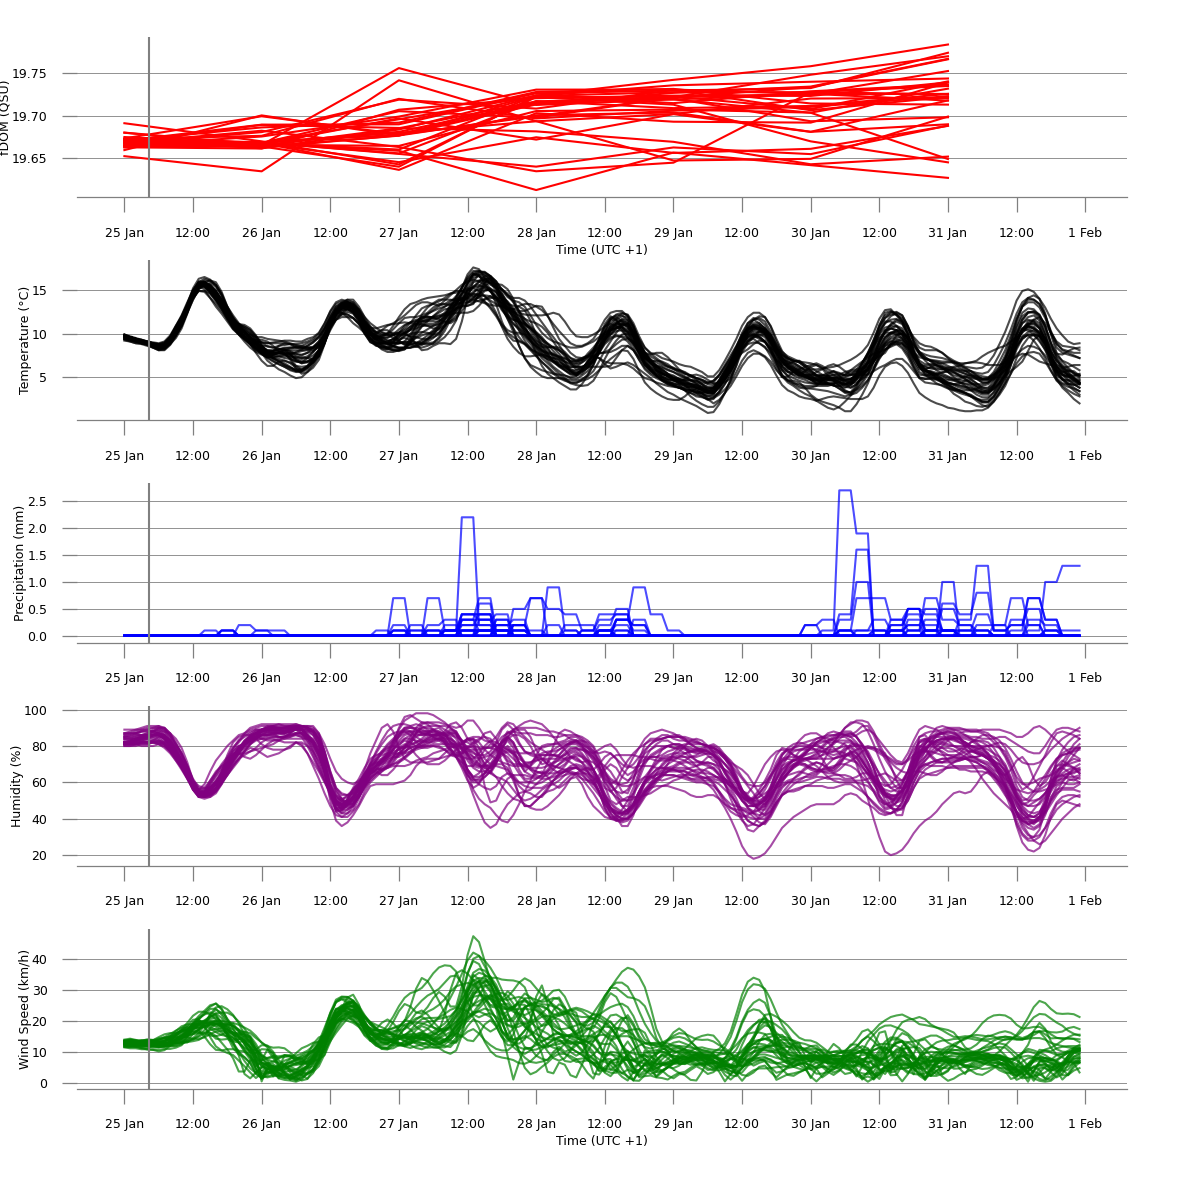 fDOM (QSU)
19.75
19.70
19.65
25 Jan 12:00 26 Jan 12:00 27 Jan 12:00 28 Jan 12:00 29 Jan 12:00 30 Jan 12:00 31 Jan 12:00 1 Feb
Time (UTC +1)
Temperature (°C)
15
10
5
25 Jan 12:00 26 Jan 12:00 27 Jan 12:00 28 Jan 12:00 29 Jan 12:00 30 Jan 12:00 31 Jan 12:00 1 Feb
Precipitation (mm)
2.5
2.0
1.5
1.0
0.5
0.0
25 Jan 12:00 26 Jan 12:00 27 Jan 12:00 28 Jan 12:00 29 Jan 12:00 30 Jan 12:00 31 Jan 12:00 1 Feb
Humidity (%)
100
80
60
40
20
25 Jan 12:00 26 Jan 12:00 27 Jan 12:00 28 Jan 12:00 29 Jan 12:00 30 Jan 12:00 31 Jan 12:00 1 Feb
Wind Speed (km/h)
40
30
20
10
0
25 Jan 12:00 26 Jan 12:00 27 Jan 12:00 28 Jan 12:00 29 Jan 12:00 30 Jan 12:00 31 Jan 12:00 1 Feb
Time (UTC +1)